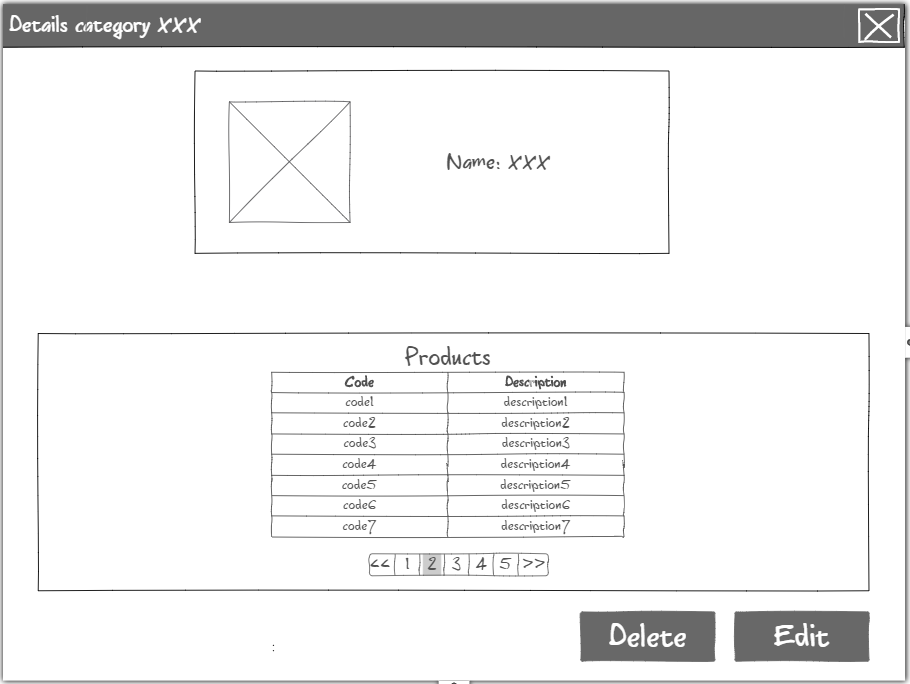 Details category XXX
Name: XXX
Products
Code Description
code1 description1
code2 description2
code3 description3
code4 description4
code5 description5
code6 description6
code7 description7
<< 1 2 3 4 5 >>
Delete Edit